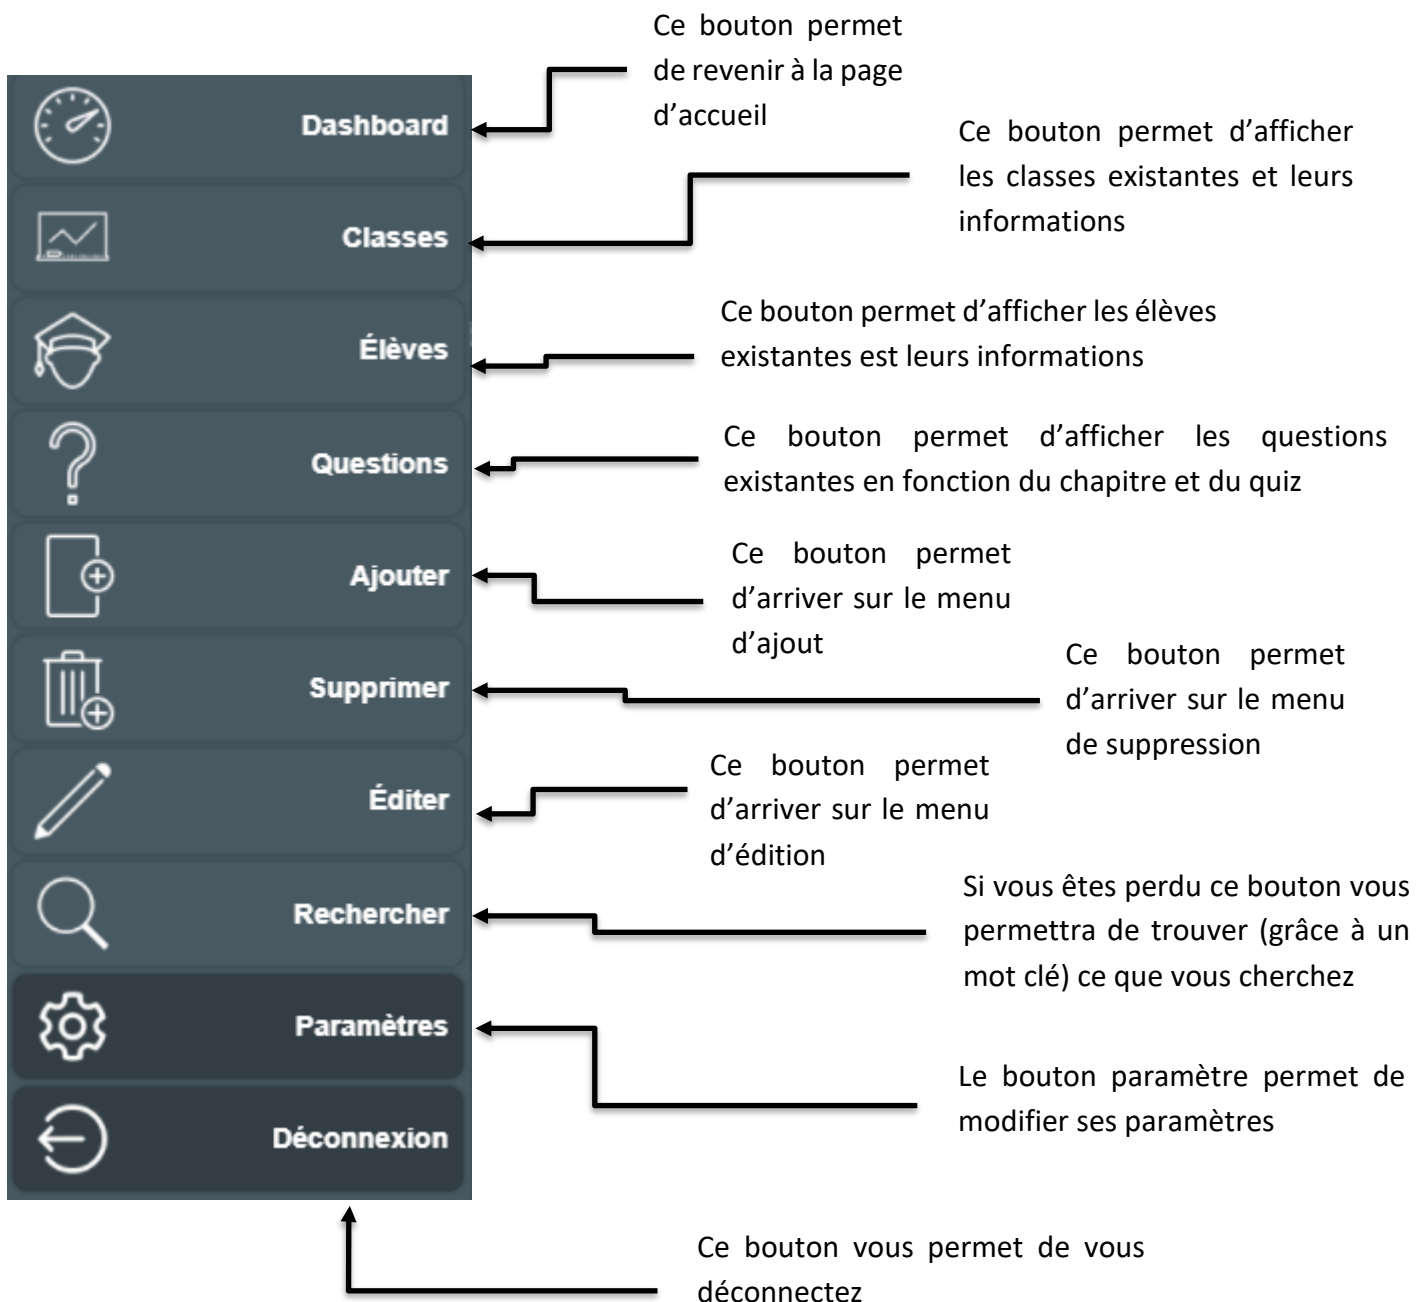 Ce bouton permet
de revenir à la page
d’accueil
Dashboard
Ce bouton permet d’afficher
les classes existantes et leurs
informations
Classes
Ce bouton permet d’afficher les élèves
existantes est leurs informations
Élèves
Ce bouton permet d’afficher les questions
existantes en fonction du chapitre et du quiz
Questions
Ce bouton permet
d’arriver sur le menu
d’ajout
Ajouter
Ce bouton permet
d’arriver sur le menu
de suppression
Supprimer
Ce bouton permet
d’arriver sur le menu
d’édition
Éditer
Si vous êtes perdu ce bouton vous
permettra de trouver (grâce à un
mot clé) ce que vous cherchez
Rechercher
Paramètres
Le bouton paramètre permet de
modifier ses paramètres
Déconnexion
Ce bouton vous permet de vous
déconnectez